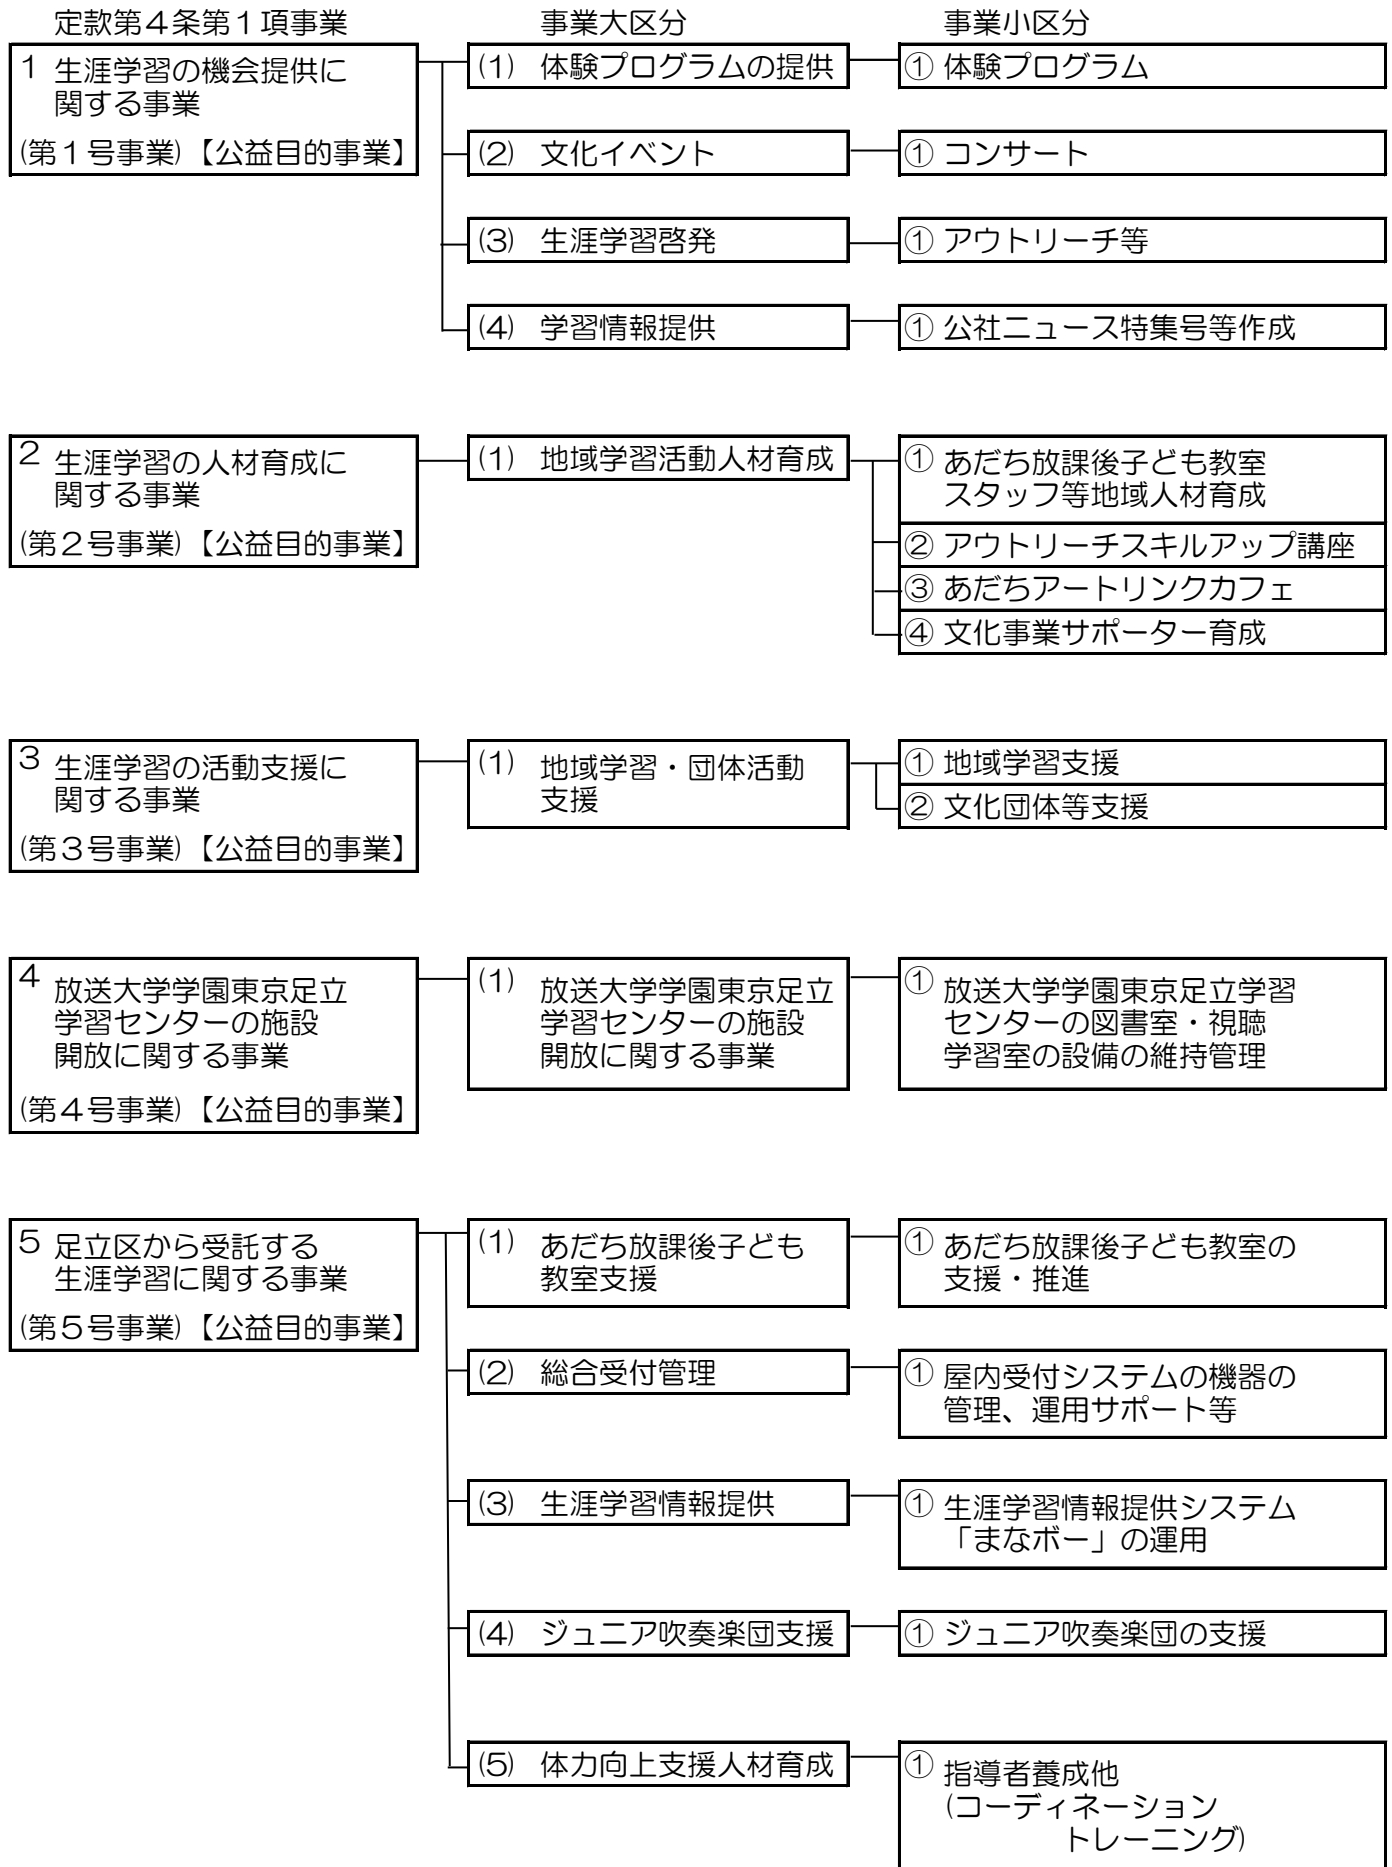 定款第4条第1項事業 事業大区分 事業小区分
1 生涯学習の機会提供に
関する事業
(第1号事業)【公益目的事業】
(1) 体験プログラムの提供
① 体験プログラム
(2) 文化イベント
① コンサート
(3) 生涯学習啓発
① アウトリーチ等
(4) 学習情報提供
① 公社ニュース特集号等作成
2 生涯学習の人材育成に
関する事業
(第2号事業)【公益目的事業】
(1) 地域学習活動人材育成
① あだち放課後子ども教室
スタッフ等地域人材育成
② アウトリーチスキルアップ講座
③ あだちアートリンクカフェ
④ 文化事業サポーター育成
3 生涯学習の活動支援に
関する事業
(第3号事業)【公益目的事業】
(1) 地域学習・団体活動
支援
① 地域学習支援
② 文化団体等支援
4 放送大学学園東京足立
学習センターの施設
開放に関する事業
(第4号事業)【公益目的事業】
(1) 放送大学学園東京足立
学習センターの施設
開放に関する事業
① 放送大学学園東京足立学習
センターの図書室・視聴
学習室の設備の維持管理
5 足立区から受託する
生涯学習に関する事業
(第5号事業)【公益目的事業】
(1) あだち放課後子ども
教室支援
① あだち放課後子ども教室の
支援・推進
(2) 総合受付管理
① 屋内受付システムの機器の
管理、運用サポート等
(3) 生涯学習情報提供
① 生涯学習情報提供システム
「まなボー」の運用
(4) ジュニア吹奏楽団支援
① ジュニア吹奏楽団の支援
(5) 体力向上支援人材育成
① 指導者養成他
(コーディネーション
トレーニング)